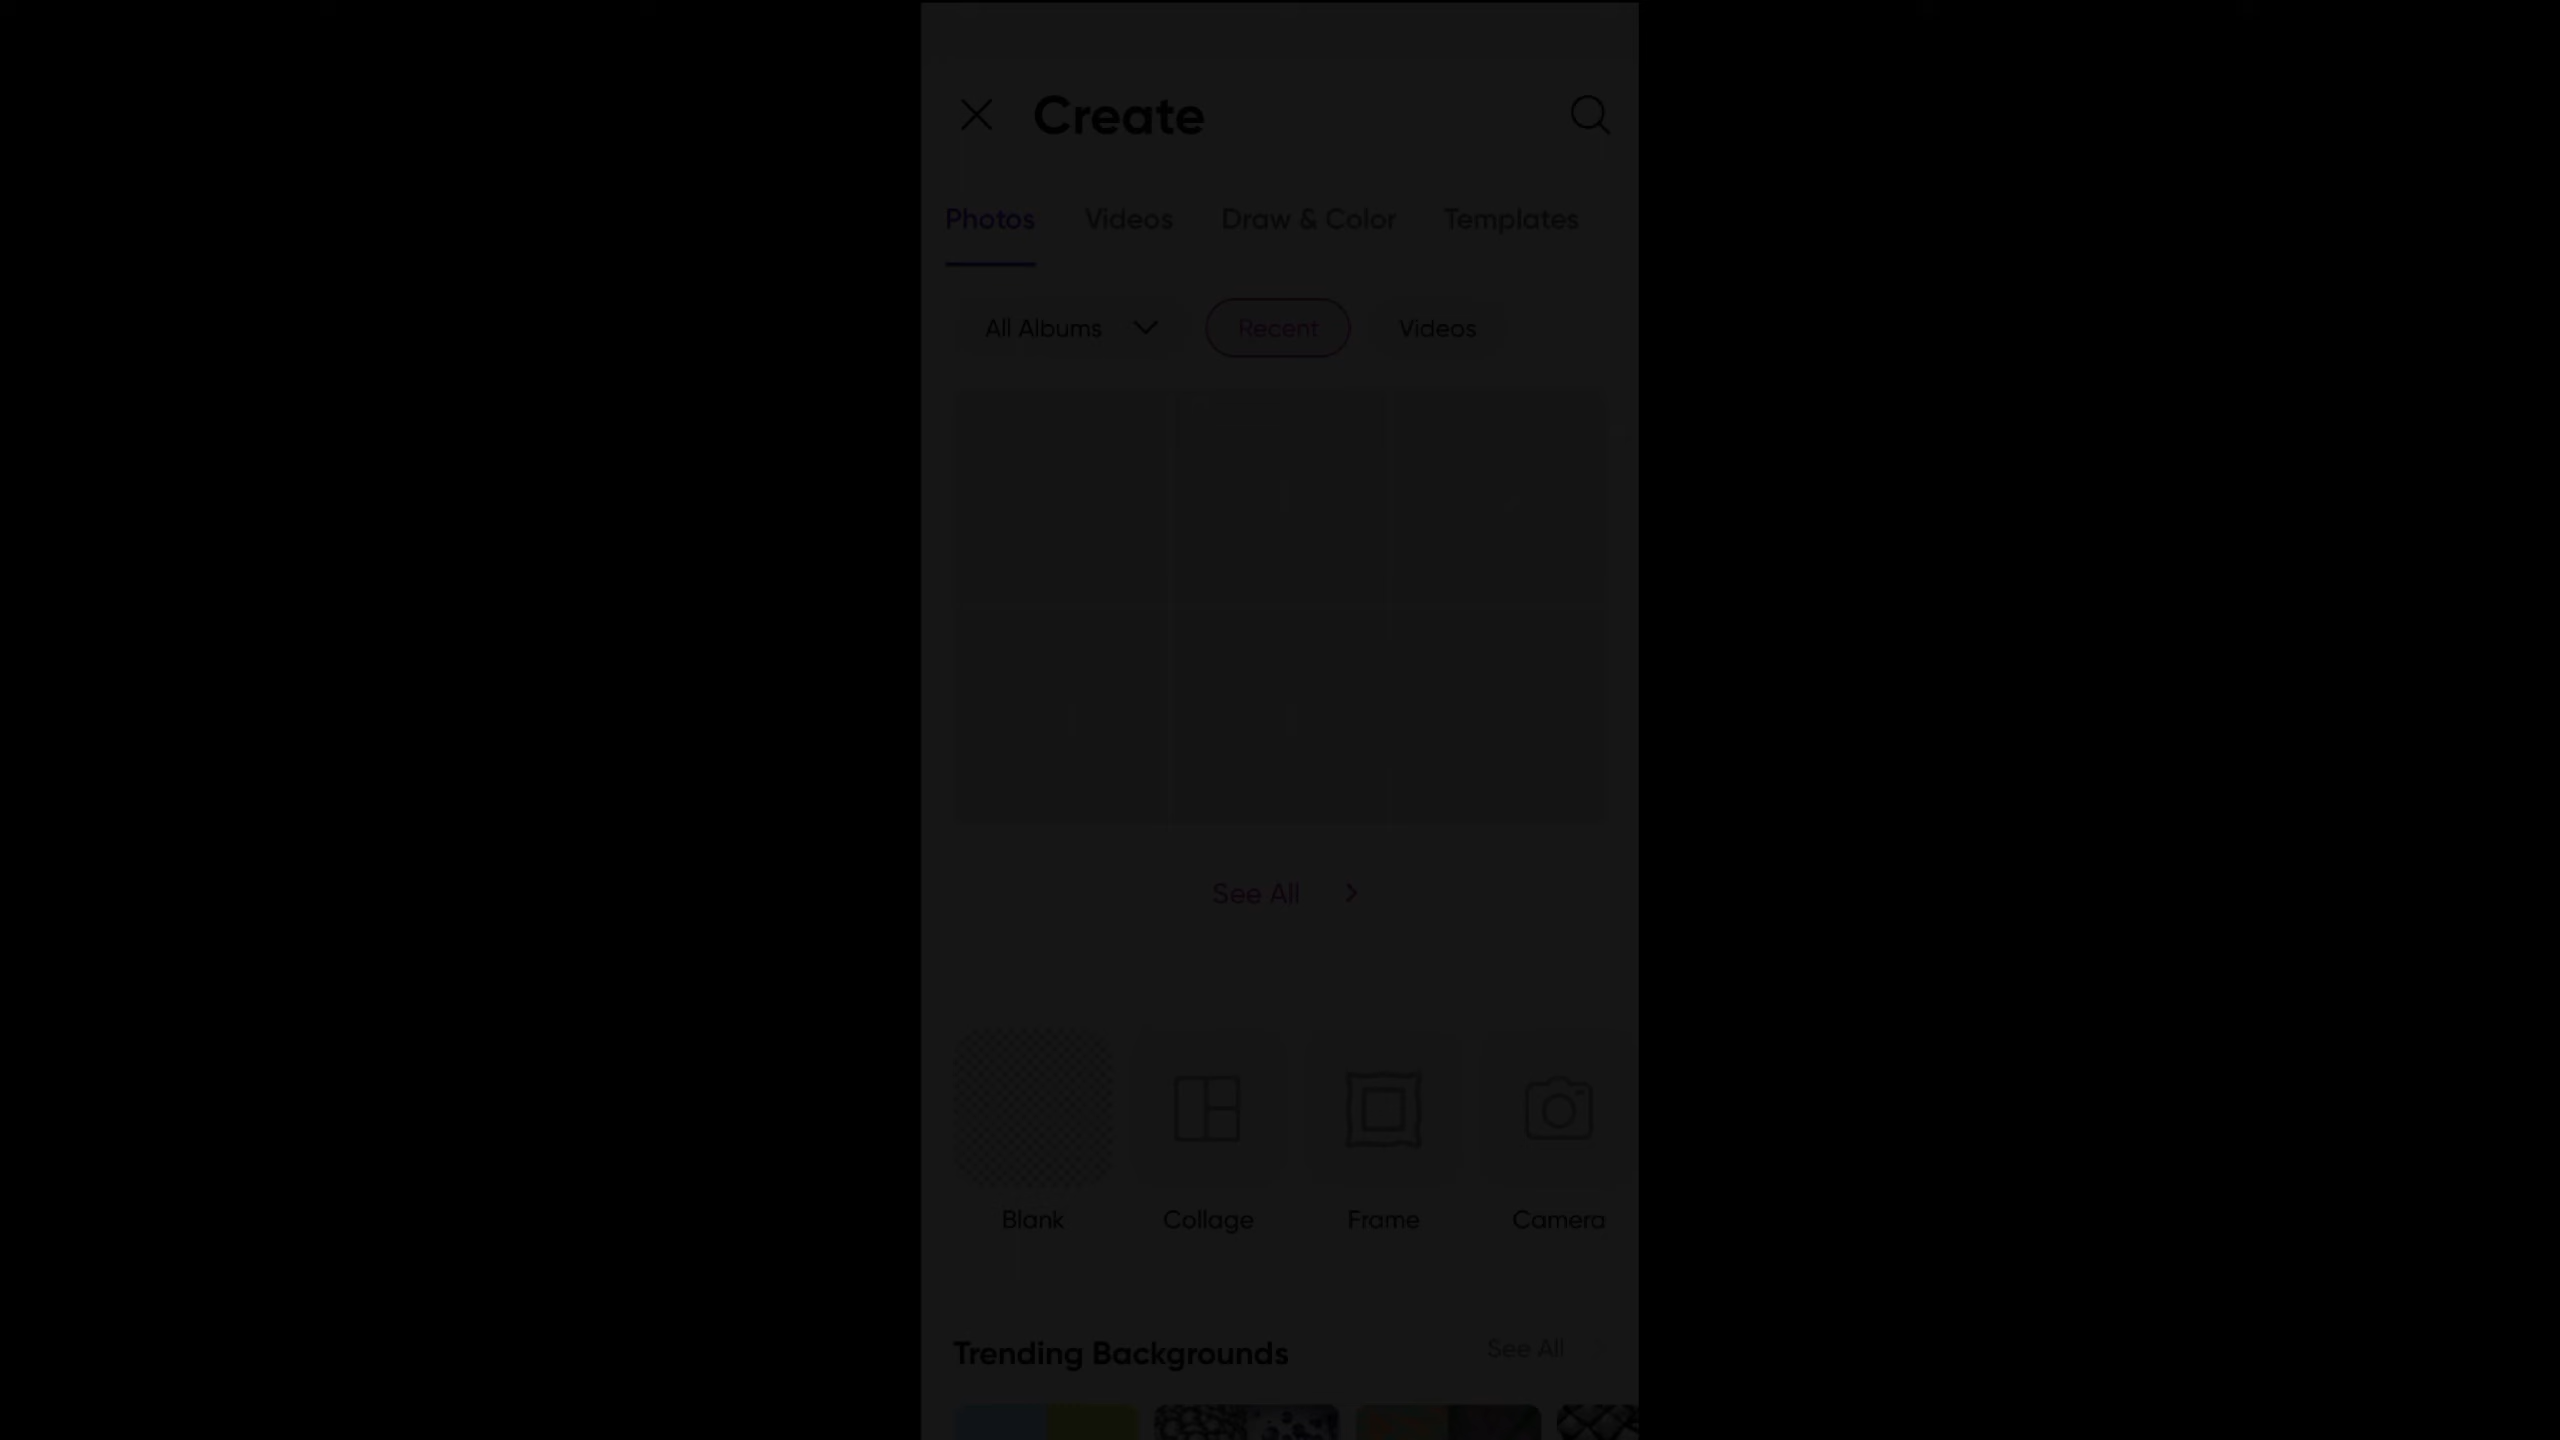 Create
Photos Videos Draw & Color Templates
All Albums Recent Videos
See All
Blank Collage Frame Camera
Trending Backgrounds See All